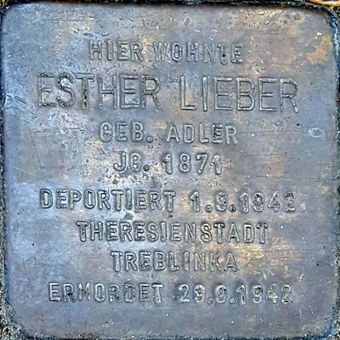 HIER WOHNTE
ESTHER LIEBER
GEB. ADLER
JG. 1871
DEPORTIERT 1.9.1942
THERESIENSTADT
TREBLINKA
ERMORDET 29.9.1942